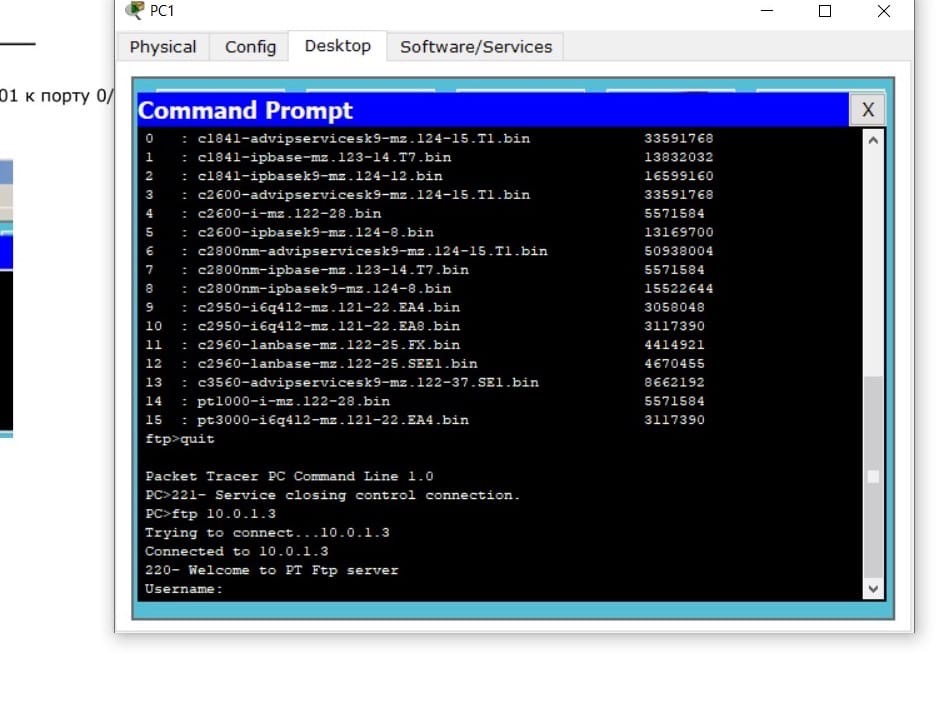 PC1
Physical Config Desktop Software/Services
01 к порту 0/
Command Prompt X
0 : c1841-advipservicesk9-mz.124-15.T1.bin 33591768
1 : c1841-ipbase-mz.123-14.T7.bin 13832032
2 : c1841-ipbasek9-mz.124-12.bin 16599160
3 : c2600-advipservicesk9-mz.124-15.T1.bin 33591768
4 : c2600-i-mz.122-28.bin 5571584
5 : c2600-ipbasek9-mz.124-8.bin 13169700
6 : c2800nm-advipservicesk9-mz.124-15.T1.bin 50938004
7 : c2800nm-ipbase-mz.123-14.T7.bin 5571584
8 : c2800nm-ipbasek9-mz.124-8.bin 15522644
9 : c2950-i6q4l2-mz.121-22.EA4.bin 3058048
10 : c2950-i6q4l2-mz.121-22.EA8.bin 3117390
11 : c2960-lanbase-mz.122-25.FX.bin 4414921
12 : c2960-lanbase-mz.122-25.SEE1.bin 4670455
13 : c3560-advipservicesk9-mz.122-37.SE1.bin 8662192
14 : pt1000-i-mz.122-28.bin 5571584
15 : pt3000-i6q4l2-mz.121-22.EA4.bin 3117390
ftp>quit
Packet Tracer PC Command Line 1.0
PC>221- Service closing control connection.
PC>ftp 10.0.1.3
Trying to connect...10.0.1.3
Connected to 10.0.1.3
220- Welcome to PT Ftp server
Username: